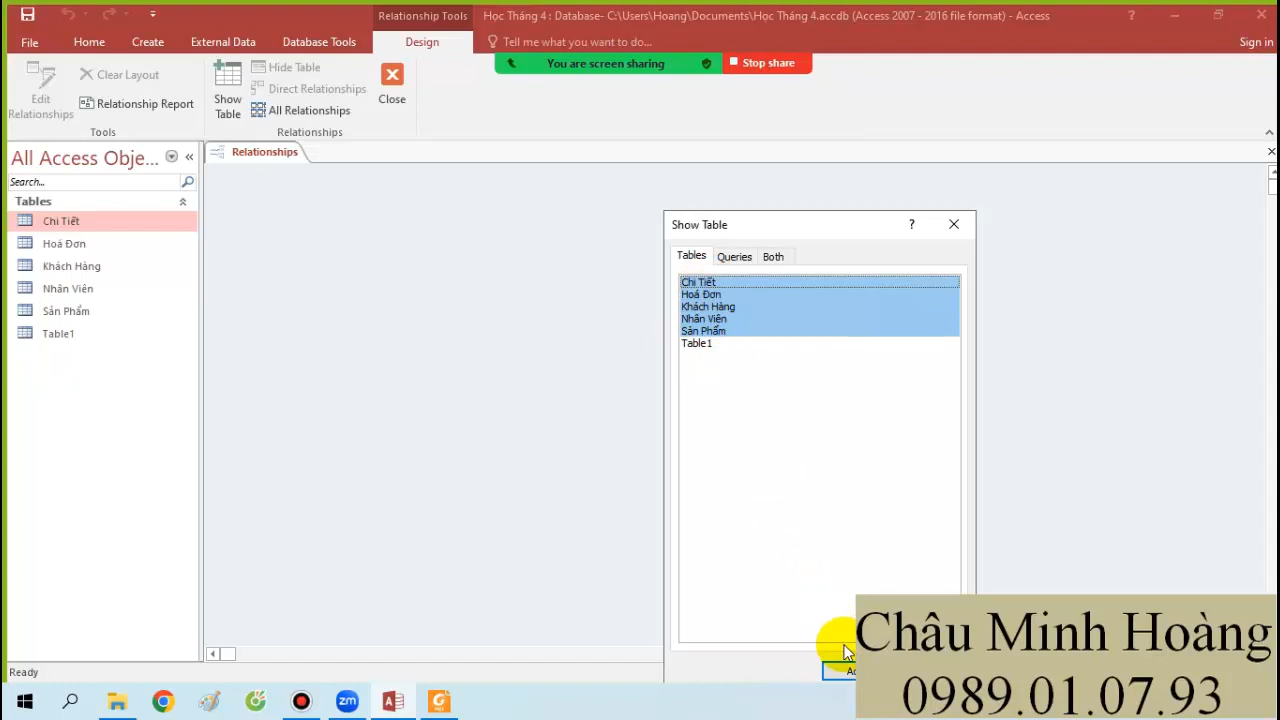 Relationship Tools
Học Tháng 4 : Database- C:\Users\Hoang\Documents\Học Tháng 4.accdb (Access 2007 - 2016 file format) - Access
File
Home
Create
External Data
Database Tools
Design
Tell me what you want to do...
Sign in
You are screen sharing
Stop share
Edit
Relationships
Clear Layout
Relationship Report
Tools
Show
Table
Hide Table
Direct Relationships
All Relationships
Close
Relationships
All Access Obje...
Search...
Tables
Chi Tiết
Hoá Đơn
Khách Hàng
Nhân Viên
Sản Phẩm
Table1
Relationships
Show Table
Tables
Queries
Both
Chi Tiết
Hoá Đơn
Khách Hàng
Nhân Viên
Sản Phẩm
Table1
Châu Minh Hoàng
0989.01.07.93
Ready